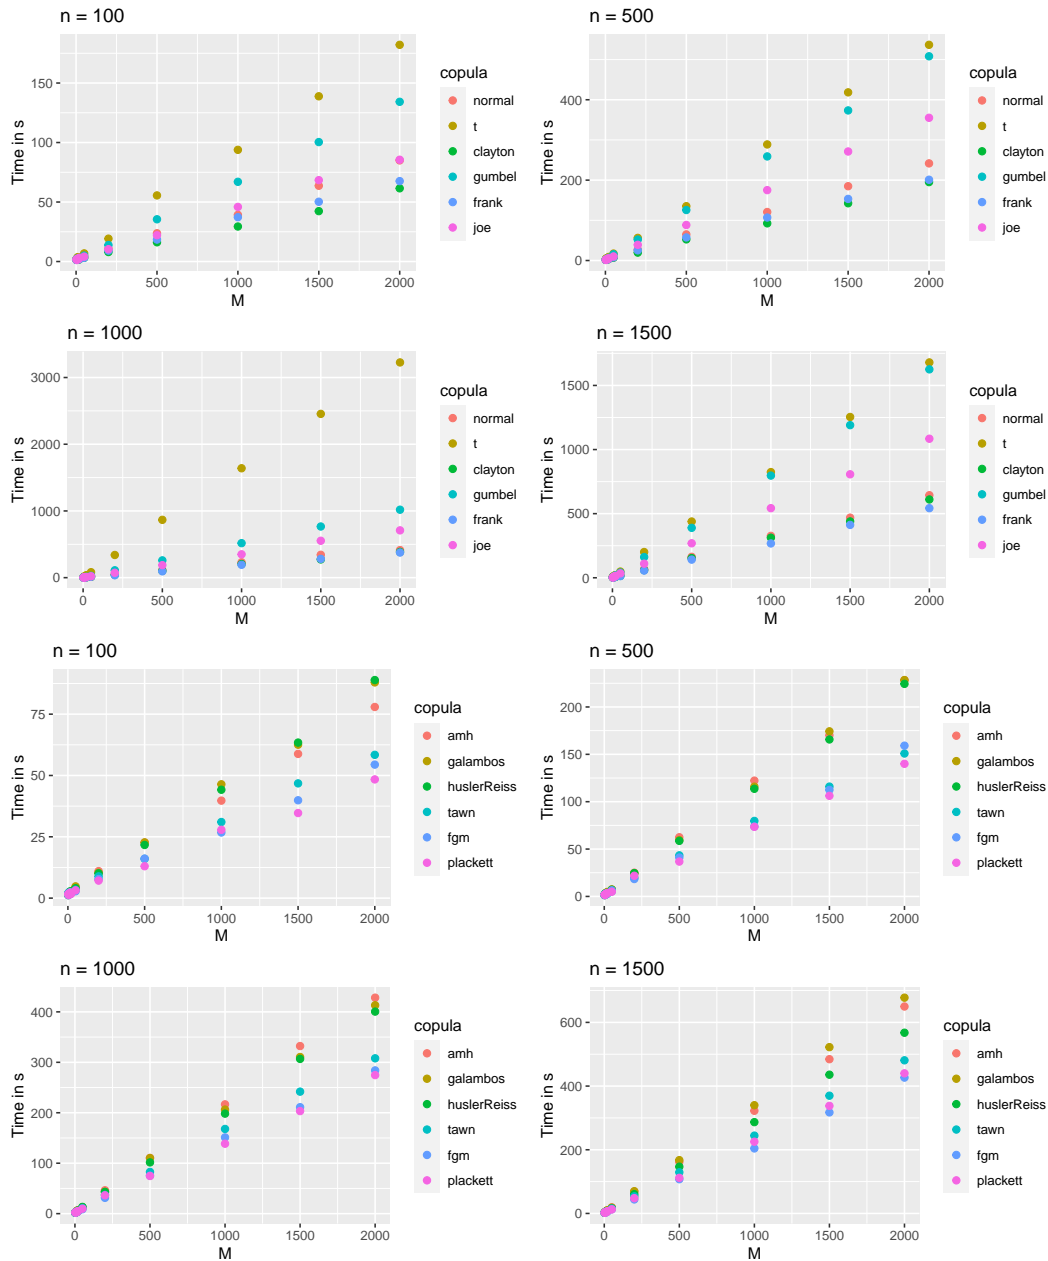 n = 100
Time in s
150
100
50
0
0
500
1000
1500
2000
M
copula
normal
t
clayton
gumbel
frank
joe
n = 500
Time in s
400
200
0
0
500
1000
1500
2000
M
copula
normal
t
clayton
gumbel
frank
joe
n = 1000
Time in s
3000
2000
1000
0
0
500
1000
1500
2000
M
copula
normal
t
clayton
gumbel
frank
joe
n = 1500
Time in s
1500
1000
500
0
0
500
1000
1500
2000
M
copula
normal
t
clayton
gumbel
frank
joe
n = 100
Time in s
75
50
25
0
0
500
1000
1500
2000
M
copula
amh
galambos
huslerReiss
tawn
fgm
plackett
n = 500
Time in s
200
150
100
50
0
0
500
1000
1500
2000
M
copula
amh
galambos
huslerReiss
tawn
fgm
plackett
n = 1000
Time in s
400
300
200
100
0
0
500
1000
1500
2000
M
copula
amh
galambos
huslerReiss
tawn
fgm
plackett
n = 1500
Time in s
600
400
200
0
0
500
1000
1500
2000
M
copula
amh
galambos
huslerReiss
tawn
fgm
plackett